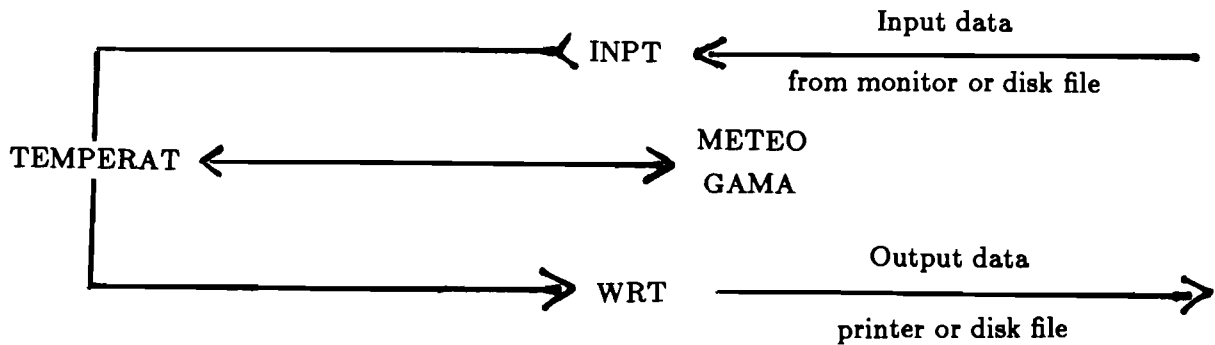 Input data
INPT
from monitor or disk file
TEMPERAT
METEO
GAMA
Output data
WRT
printer or disk file